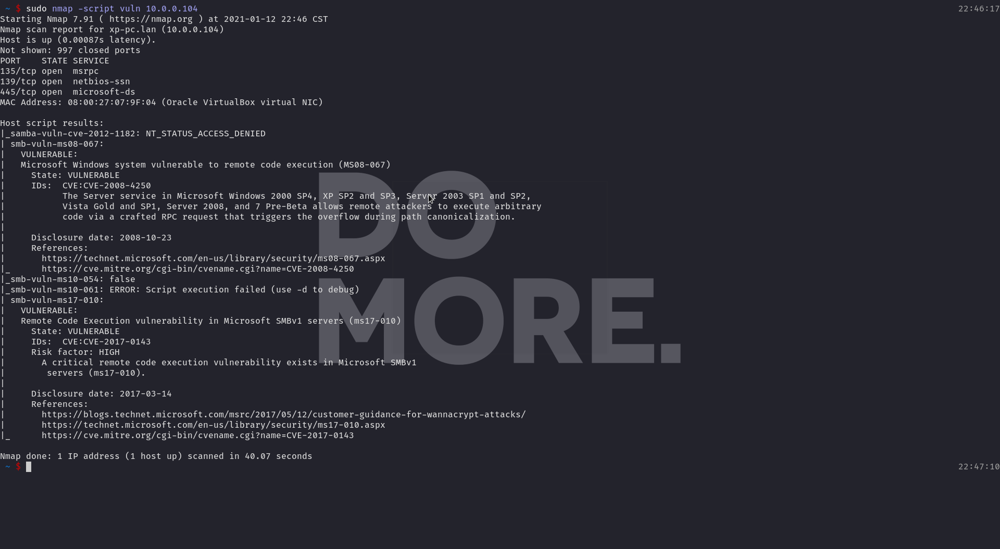 ~ $ sudo nmap -script vuln 10.0.0.104 22:46:17
Starting Nmap 7.91 ( https://nmap.org ) at 2021-01-12 22:46 CST
Nmap scan report for xp-pc.lan (10.0.0.104)
Host is up (0.00087s latency).
Not shown: 997 closed ports
PORT    STATE SERVICE
135/tcp open  msrpc
139/tcp open  netbios-ssn
445/tcp open  microsoft-ds
MAC Address: 08:00:27:07:9F:04 (Oracle VirtualBox virtual NIC)

Host script results:
|_samba-vuln-cve-2012-1182: NT_STATUS_ACCESS_DENIED
| smb-vuln-ms08-067:
|   VULNERABLE:
|   Microsoft Windows system vulnerable to remote code execution (MS08-067)
|     State: VULNERABLE
|     IDs:  CVE:CVE-2008-4250
|           The Server service in Microsoft Windows 2000 SP4, XP SP2 and SP3, Server 2003 SP1 and SP2,
|           Vista Gold and SP1, Server 2008, and 7 Pre-Beta allows remote attackers to execute arbitrary
|           code via a crafted RPC request that triggers the overflow during path canonicalization.
|
|     Disclosure date: 2008-10-23
|     References:
|       https://technet.microsoft.com/en-us/library/security/ms08-067.aspx
|_      https://cve.mitre.org/cgi-bin/cvename.cgi?name=CVE-2008-4250
|_smb-vuln-ms10-054: false
|_smb-vuln-ms10-061: ERROR: Script execution failed (use -d to debug)
| smb-vuln-ms17-010:
|   VULNERABLE:
|   Remote Code Execution vulnerability in Microsoft SMBv1 servers (ms17-010)
|     State: VULNERABLE
|     IDs:  CVE:CVE-2017-0143
|     Risk factor: HIGH
|       A critical remote code execution vulnerability exists in Microsoft SMBv1
|        servers (ms17-010).
|
|     Disclosure date: 2017-03-14
|     References:
|       https://blogs.technet.microsoft.com/msrc/2017/05/12/customer-guidance-for-wannacrypt-attacks/
|       https://technet.microsoft.com/en-us/library/security/ms17-010.aspx
|_      https://cve.mitre.org/cgi-bin/cvename.cgi?name=CVE-2017-0143

Nmap done: 1 IP address (1 host up) scanned in 40.07 seconds
~ $ 22:47:10
DO
MORE.